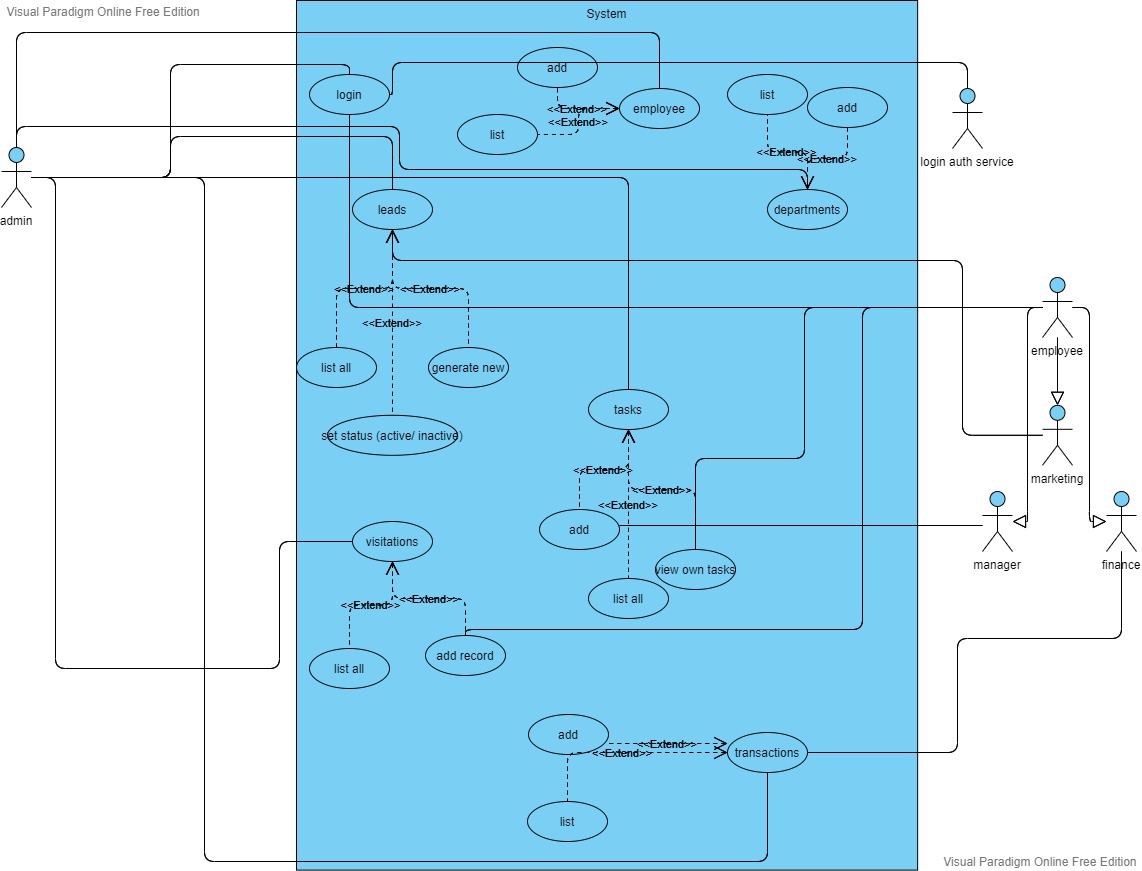 Visual Paradigm Online Free Edition
System
add
login
list
add
employee
<<Extend>>
<<Extend>>
list
<<Extend>>
<<Extend>>
login auth service
admin
leads
departments
<<Extend>>
<<Extend>>
<<Extend>>
employee
list all
generate new
tasks
set status (active/ inactive)
<<Extend>>
marketing
<<Extend>>
<<Extend>>
add
visitations
view own tasks
manager
finance
<<Extend>>
<<Extend>>
list all
add record
list all
add
<<Extend>>
<<Extend>>
transactions
list
Visual Paradigm Online Free Edition